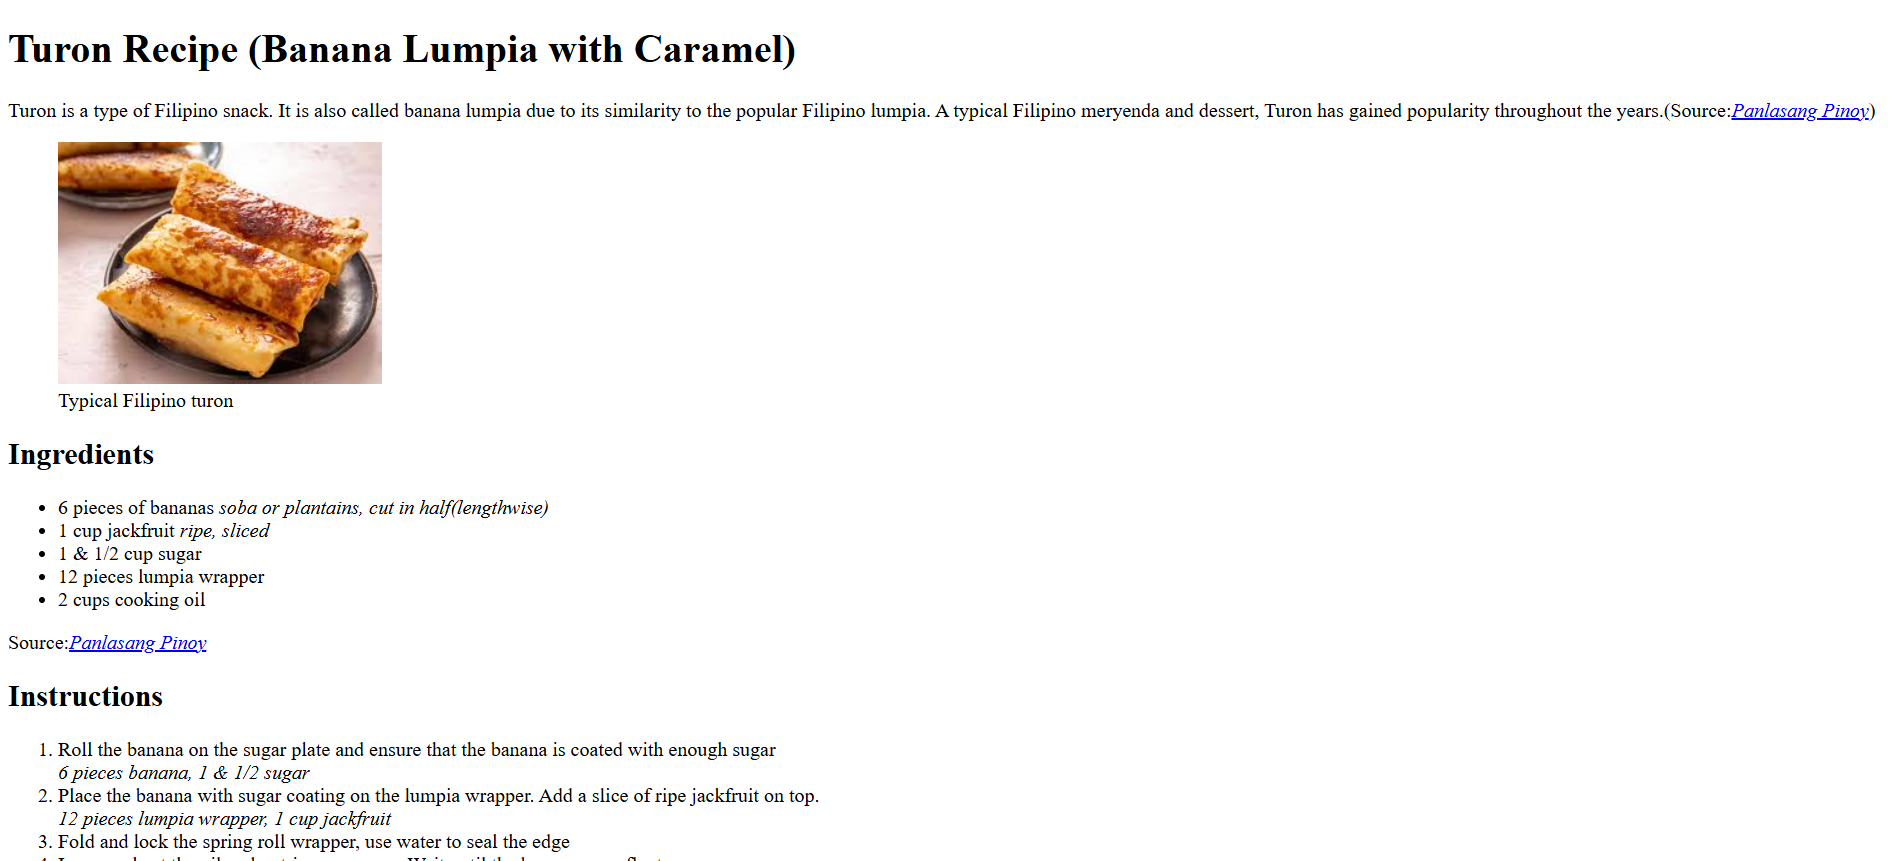 Turon Recipe (Banana Lumpia with Caramel)
Turon is a type of Filipino snack. It is also called banana lumpia due to its similarity to the popular Filipino lumpia. A typical Filipino meryenda and dessert, Turon has gained popularity throughout the years.(Source:Panlasang Pinoy)
Typical Filipino turon
Ingredients
6 pieces of bananas soba or plantains, cut in half(lengthwise)
1 cup jackfruit ripe, sliced
1 & 1/2 cup sugar
12 pieces lumpia wrapper
2 cups cooking oil
Source:Panlasang Pinoy
Instructions
1. Roll the banana on the sugar plate and ensure that the banana is coated with enough sugar
6 pieces banana, 1 & 1/2 sugar
2. Place the banana with sugar coating on the lumpia wrapper. Add a slice of ripe jackfruit on top.
12 pieces lumpia wrapper, 1 cup jackfruit
3. Fold and lock the spring roll wrapper, use water to seal the edge